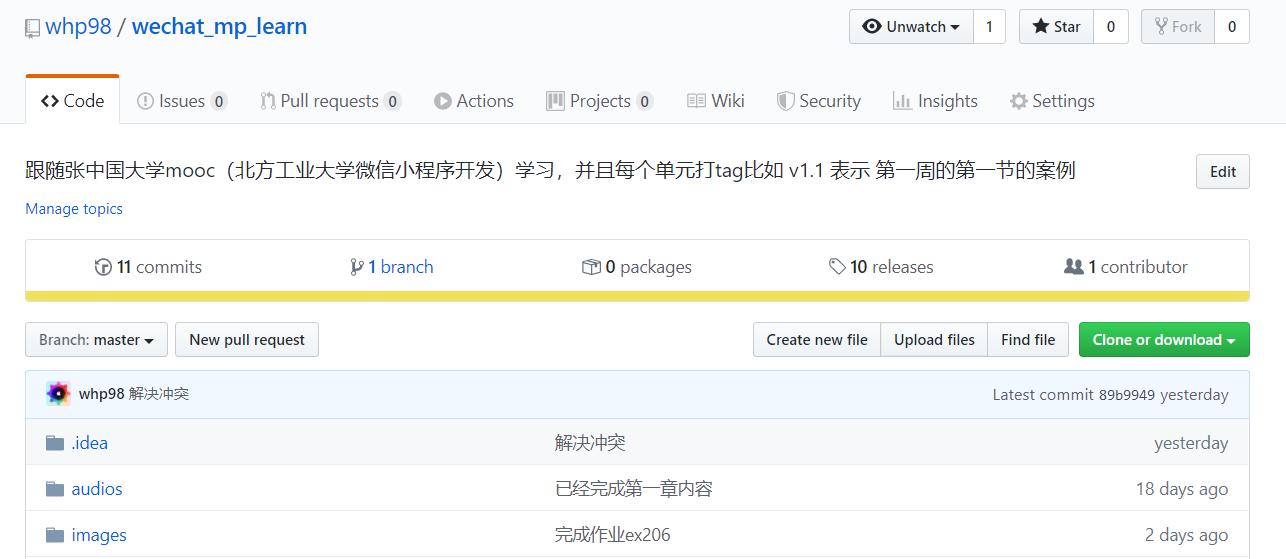 whp98 / wechat_mp_learn
Unwatch 1 Star 0 Fork 0
Code Issues 0 Pull requests 0 Actions Projects 0 Wiki Security Insights Settings
跟随张中国大学mooc（北方工业大学微信小程序开发）学习，并且每个单元打tag比如 v1.1 表示 第一周的第一节的案例
Edit
Manage topics
11 commits 1 branch 0 packages 10 releases 1 contributor
Branch: master New pull request Create new file Upload files Find file Clone or download
whp98 解决冲突 Latest commit 89b9949 yesterday
.idea 解决冲突 yesterday
audios 已经完成第一章内容 18 days ago
images 完成作业ex206 2 days ago